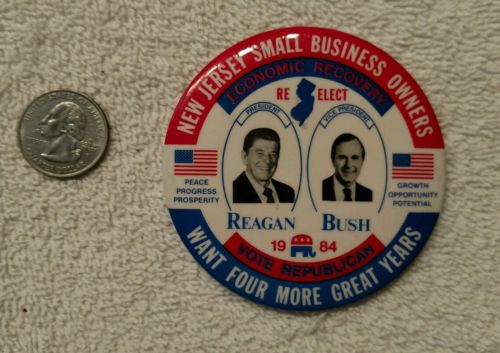 NEW JERSEY SMALL BUSINESS OWNERS
ECONOMIC RECOVERY
RE ELECT
PRESIDENT
VICE PRESIDENT
PEACE
PROGRESS
PROSPERITY
GROWTH
OPPORTUNITY
POTENTIAL
REAGAN BUSH
19 84
VOTE REPUBLICAN
WANT FOUR MORE GREAT YEARS